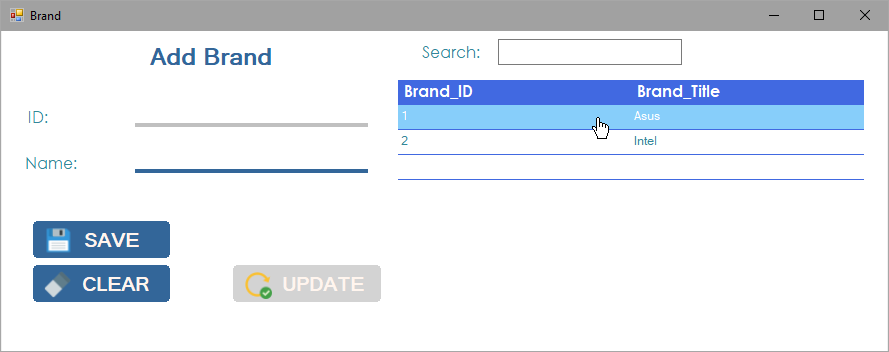 Brand
Add Brand
ID:
Name:
SAVE
CLEAR
UPDATE
Search:
Brand_ID Brand_Title
1 Asus
2 Intel